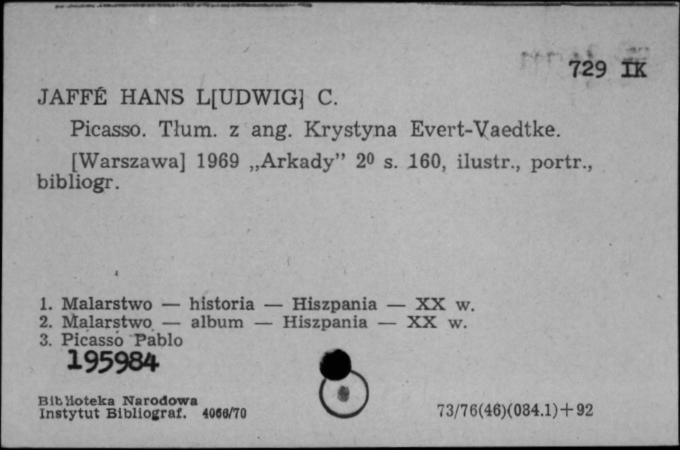 729 IK
JAFFÉ HANS L[UDWIG] C.
Picasso. Tłum. z ang. Krystyna Evert-Vaedtke.
[Warszawa] 1969 „Arkady” 2⁰ s. 160, ilustr., portr.,
bibliogr.
1. Malarstwo — historia — Hiszpania — XX w.
2. Malarstwo — album — Hiszpania — XX w.
3. Picasso Pablo
195984
Biblioteka Narodowa
Instytut Bibliograf. 4066/70
73/76(46)(084.1)+92